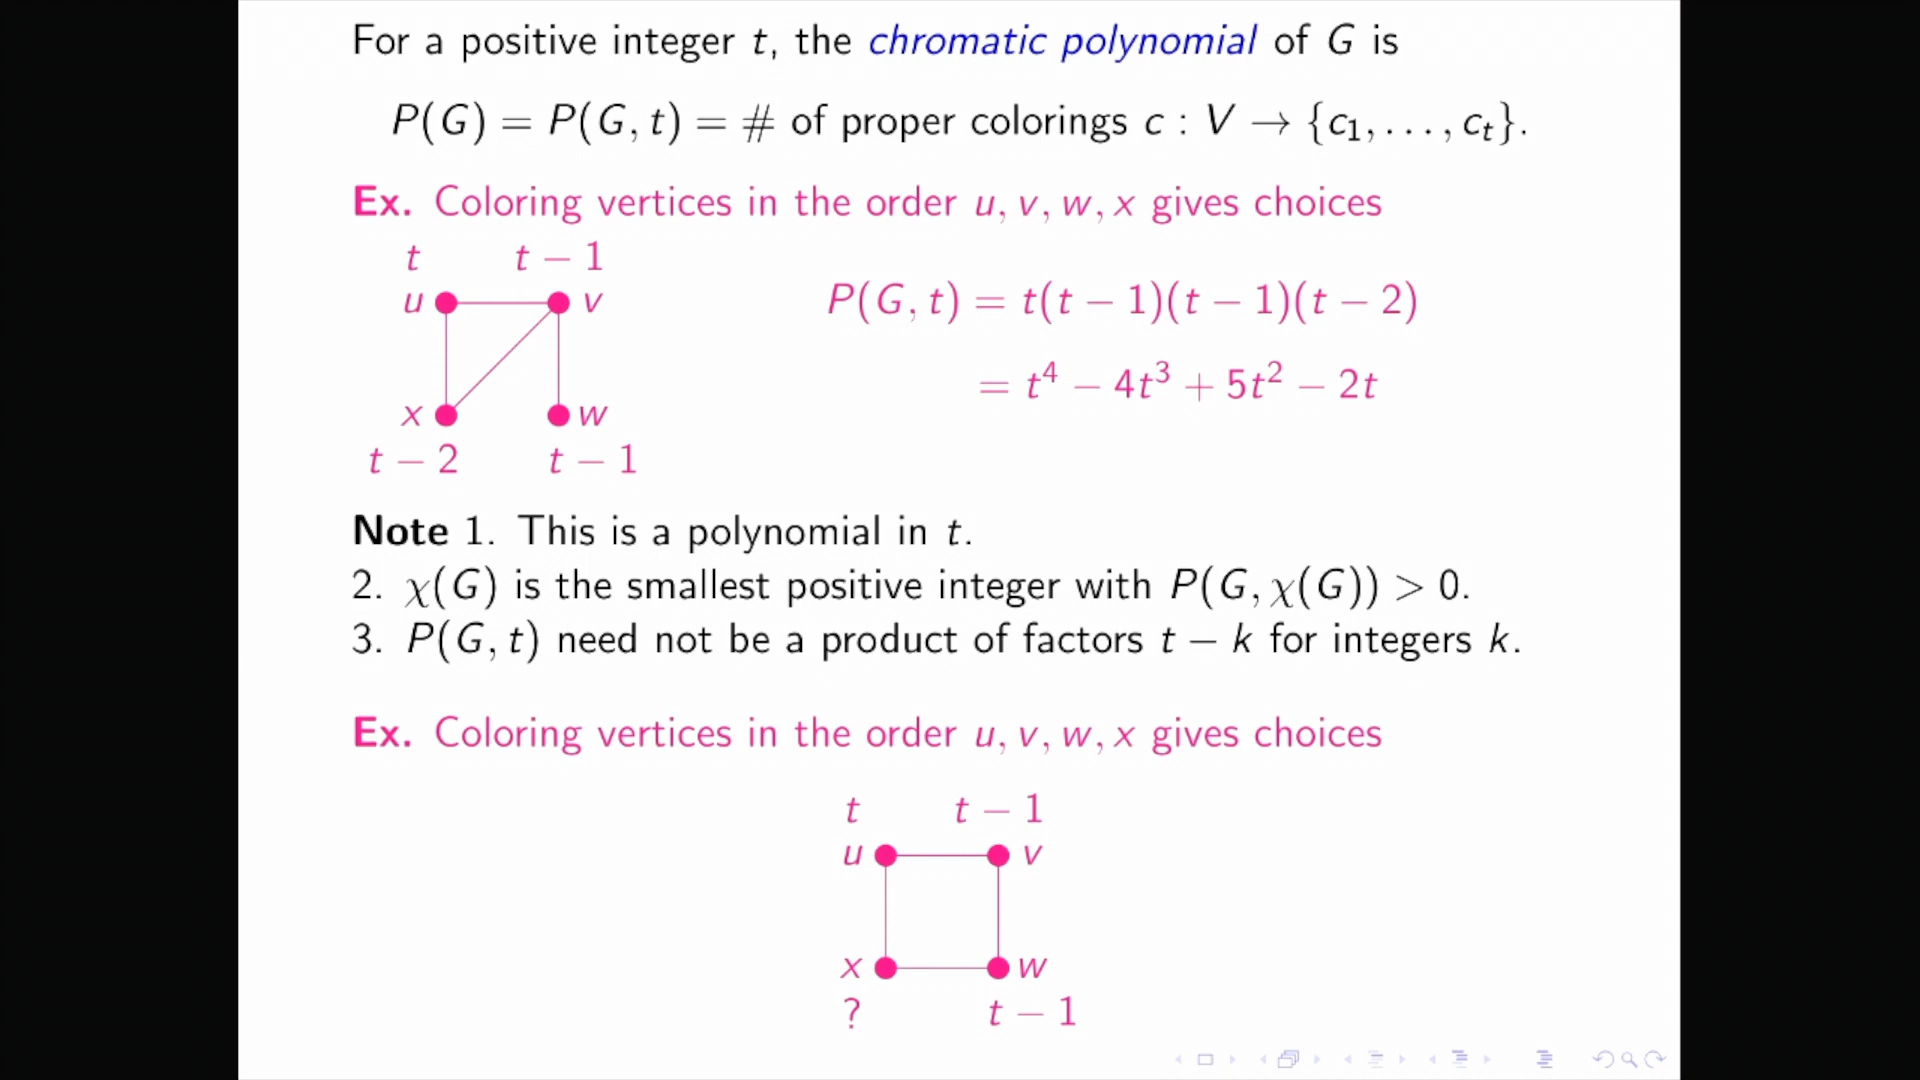 For a positive integer t, the chromatic polynomial of G is
P(G) = P(G, t) = # of proper colorings c : V → {c₁, . . . , cₜ}.
Ex. Coloring vertices in the order u, v, w, x gives choices
t t − 1
u v
x w
t − 2 t − 1
P(G, t) = t(t − 1)(t − 1)(t − 2)
= t⁴ − 4t³ + 5t² − 2t
Note 1. This is a polynomial in t.
2. χ(G) is the smallest positive integer with P(G, χ(G)) > 0.
3. P(G, t) need not be a product of factors t − k for integers k.
Ex. Coloring vertices in the order u, v, w, x gives choices
t t − 1
u v
x w
? t − 1